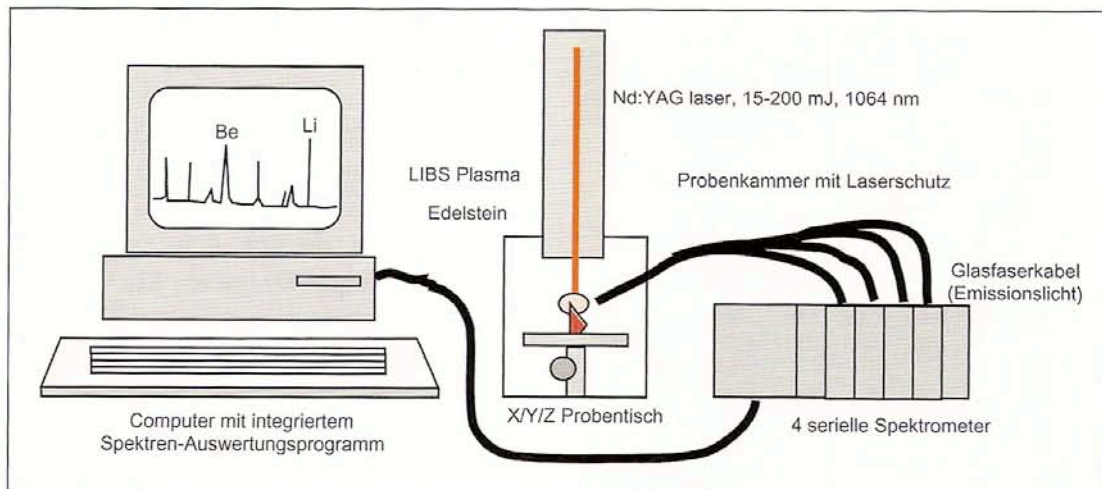 Be
Li
Nd:YAG laser, 15-200 mJ, 1064 nm
LIBS Plasma
Edelstein
Probenkammer mit Laserschutz
Glasfaserkabel
(Emissionslicht)
X/Y/Z Probentisch
4 serielle Spektrometer
Computer mit integriertem
Spektren-Auswertungsprogramm